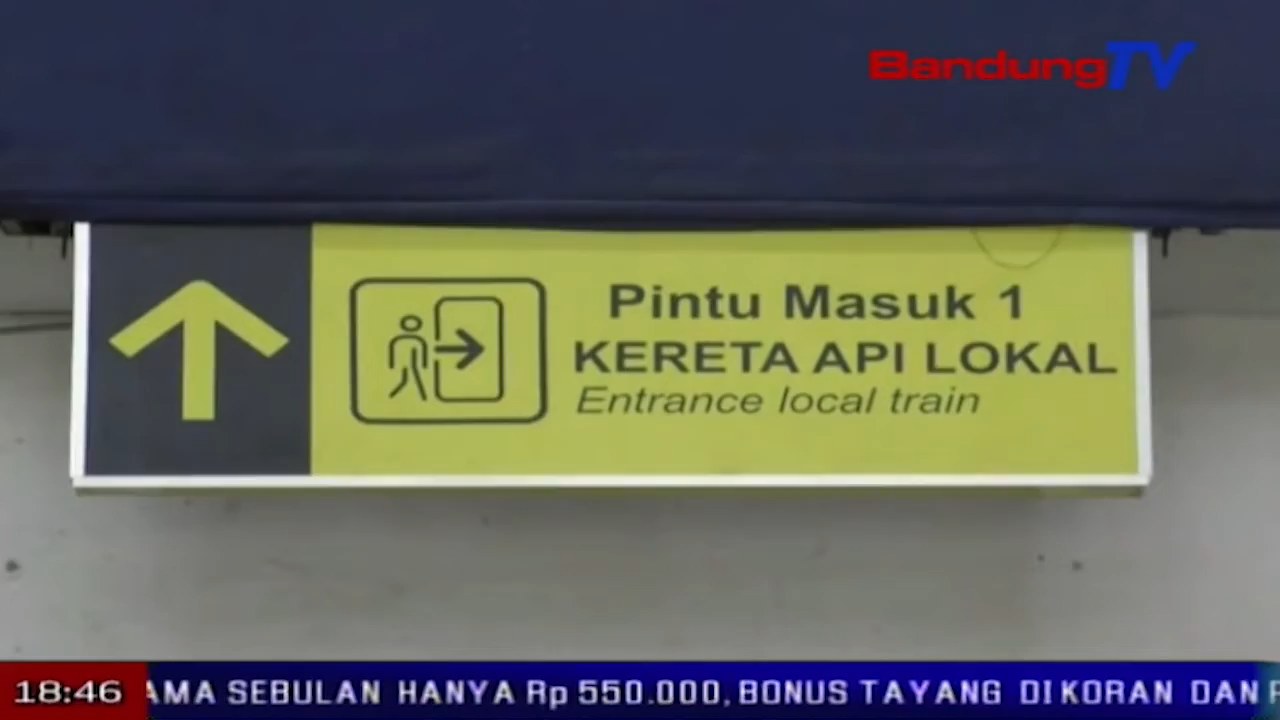 BandungTV
Pintu Masuk 1
KERETA API LOKAL
Entrance local train
18:46 AMA SEBULAN HANYA Rp 550.000, BONUS TAYANG DI KORAN DAN